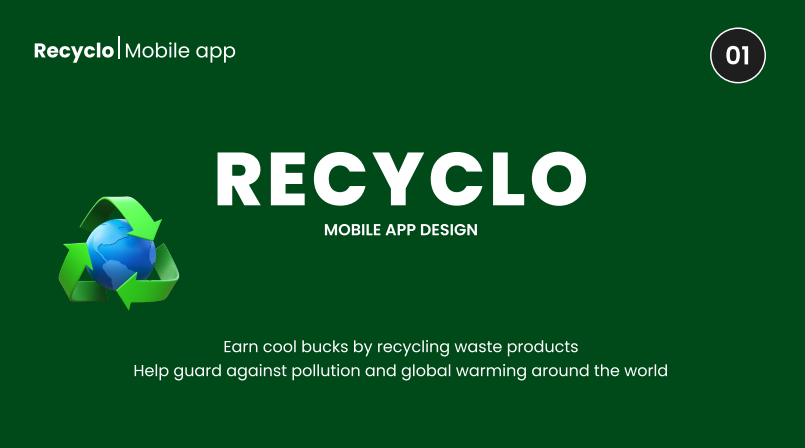 Recyclo | Mobile app
01
RECYCLO
MOBILE APP DESIGN
Earn cool bucks by recycling waste products
Help guard against pollution and global warming around the world